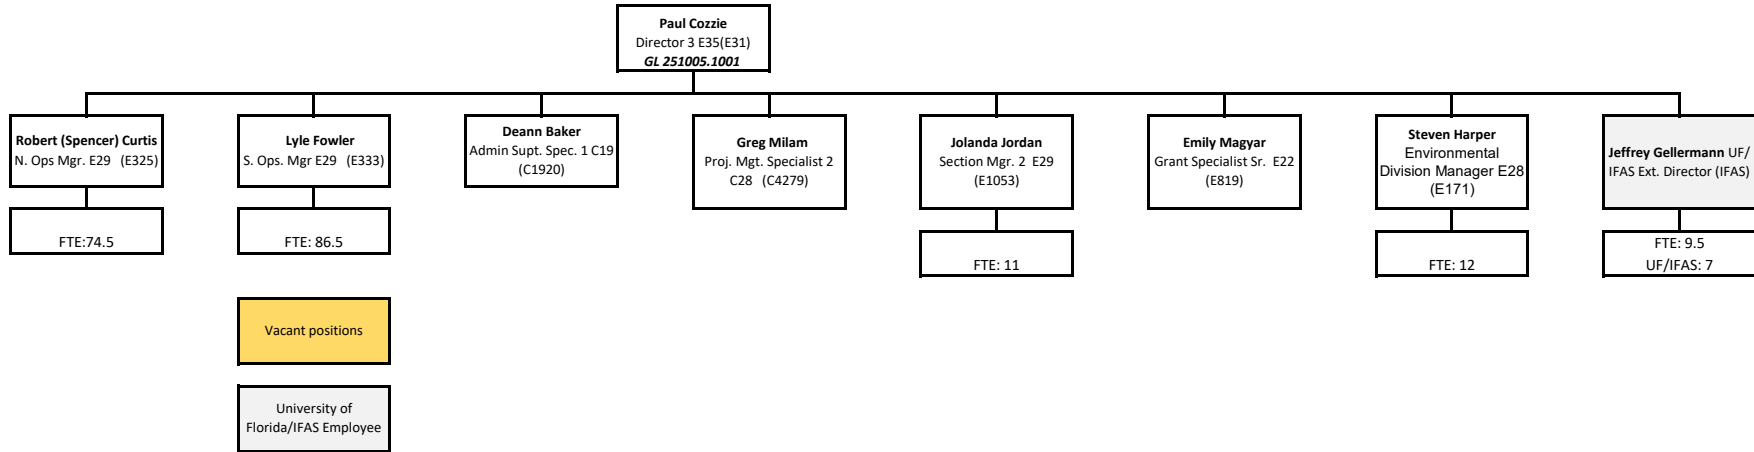 Paul Cozzie
Director 3 E35(E31)
GL 251005.1001
Robert (Spencer) Curtis
N. Ops Mgr. E29 (E325)
Lyle Fowler
S. Ops. Mgr E29 (E333)
Deann Baker
Admin Supt. Spec. 1 C19
(C1920)
Greg Milam
Proj. Mgt. Specialist 2
C28 (C4279)
Jolanda Jordan
Section Mgr. 2 E29
(E1053)
Emily Magyar
Grant Specialist Sr. E22
(E819)
Steven Harper
Environmental
Division Manager E28
(E171)
Jeffrey Gellermann UF/
IFAS Ext. Director (IFAS)
FTE:74.5
FTE: 86.5
FTE: 11
FTE: 12
FTE: 9.5
UF/IFAS: 7
Vacant positions
University of
Florida/IFAS Employee